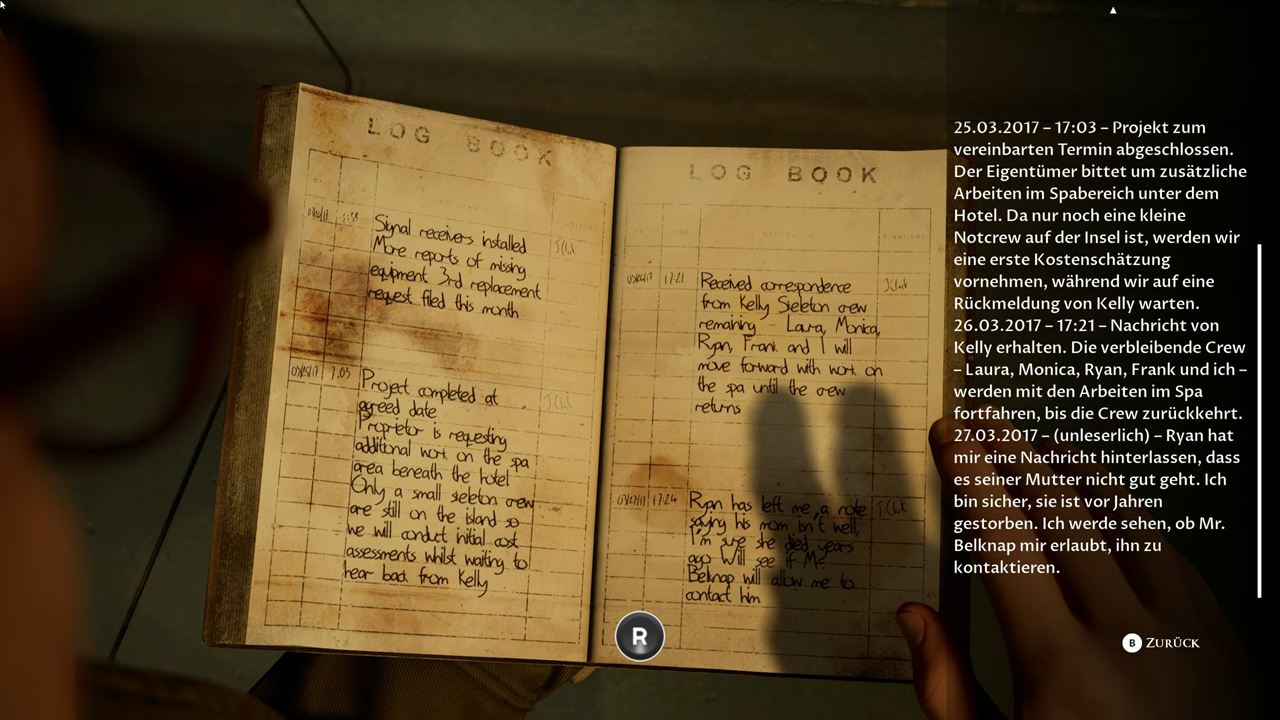 LOG BOOK
Signal receivers installed
More reports of missing
equipment 3rd replacement
request filed this month
7.03
Project completed at
agreed date
Proprietor is requesting
additional work on the spa
area beneath the hotel
Only a small skeleton crew
are still on the island so
we will conduct initial cost
assessments whilst waiting to
hear back from Kelly
LOG BOOK
17:21
Received correspondence
from Kelly Skeleton crew
remaining - Laura, Monica,
Ryan, Frank and I will
move forward with work on
the spa until the crew
returns
17:24
Ryan has left me a note
saying his mom isn't well,
I'm sure she died years
ago Will see if Mr.
Belknap will allow me to
contact him
R
25.03.2017 – 17:03 – Projekt zum
vereinbarten Termin abgeschlossen.
Der Eigentümer bittet um zusätzliche
Arbeiten im Spabereich unter dem
Hotel. Da nur noch eine kleine
Notcrew auf der Insel ist, werden wir
eine erste Kostenschätzung
vornehmen, während wir auf eine
Rückmeldung von Kelly warten.
26.03.2017 – 17:21 – Nachricht von
Kelly erhalten. Die verbleibende Crew
– Laura, Monica, Ryan, Frank und ich –
werden mit den Arbeiten im Spa
fortfahren, bis die Crew zurückkehrt.
27.03.2017 – (unleserlich) – Ryan hat
mir eine Nachricht hinterlassen, dass
es seiner Mutter nicht gut geht. Ich
bin sicher, sie ist vor Jahren
gestorben. Ich werde sehen, ob Mr.
Belknap mir erlaubt, ihn zu
kontaktieren.
B ZURÜCK